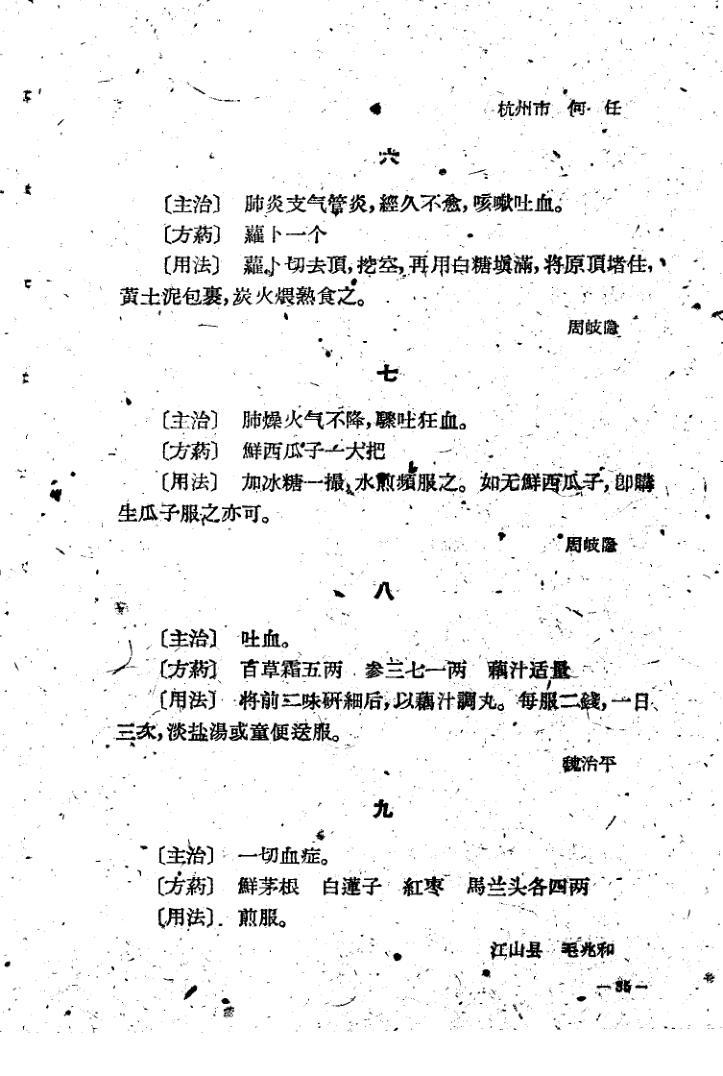 杭州市 何 任
六
〔主治〕 肺炎支气管炎,經久不愈,咳嗽吐血。
〔方葯〕 蘿卜一个
〔用法〕 蘿卜切去頂,挖空,再用白糖塡滿,将原頂堵住,
黄土泥包裹,炭火煨熟食之。
周岐隐
七
〔主治〕 肺燥火气不降,驟吐狂血。
〔方葯〕 鮮西瓜子一大把
〔用法〕 加冰糖一撮,水煎頻服之。如无鮮西瓜子,卽購
生瓜子服之亦可。
周岐隐
八
〔主治〕 吐血。
〔方葯〕 百草霜五两 参三七一两 藕汁适量
〔用法〕 将前二味研細后,以藕汁調丸。每服二錢,一日
三次,淡盐湯或童便送服。
魏治平
九
〔主治〕 一切血症。
〔方葯〕 鮮茅根 白蓮子 紅枣 馬兰头各四两
〔用法〕 煎服。
江山县 毛兆和
— 35 —